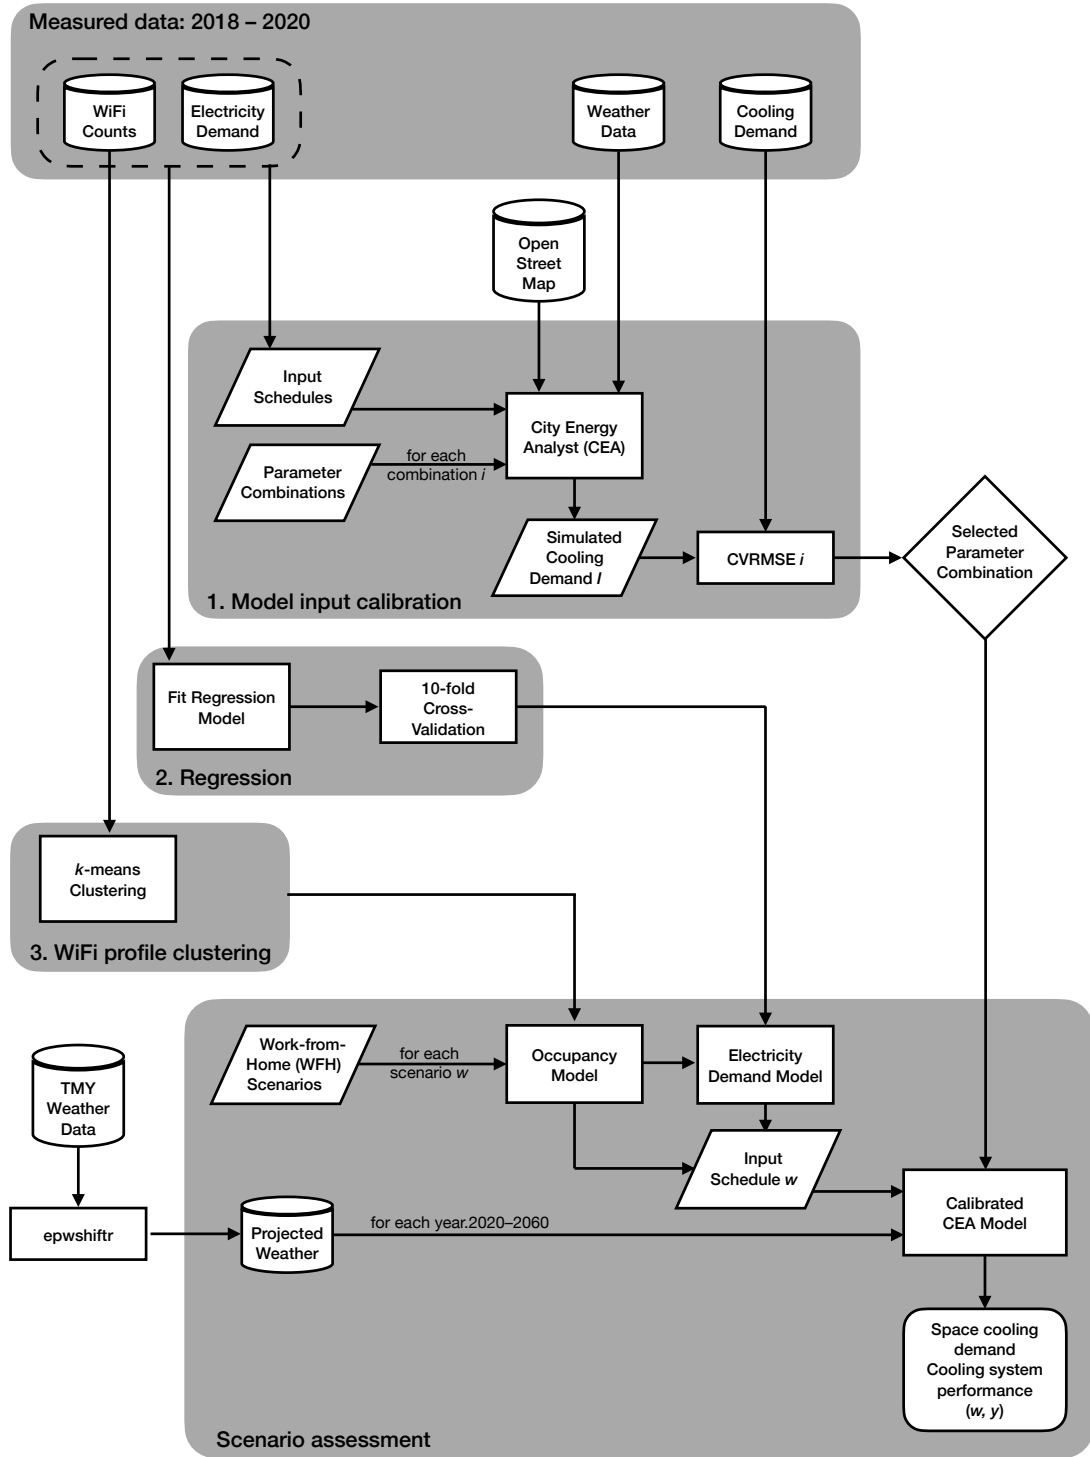 Measured data: 2018 – 2020
WiFi
Counts
Electricity
Demand
Weather
Data
Cooling
Demand
Open
Street
Map
Input
Schedules
Parameter
Combinations
for each
combination i
City Energy
Analyst (CEA)
Simulated
Cooling
Demand I
CVRMSE i
Selected
Parameter
Combination
1. Model input calibration
Fit Regression
Model
10-fold
Cross-
Validation
2. Regression
k-means
Clustering
3. WiFi profile clustering
Work-from-
Home (WFH)
Scenarios
for each
scenario w
Occupancy
Model
Electricity
Demand Model
TMY
Weather
Data
Input
Schedule w
epwshiftr
Projected
Weather
for each year.2020–2060
Calibrated
CEA Model
Space cooling
demand
Cooling system
performance
(w, y)
Scenario assessment